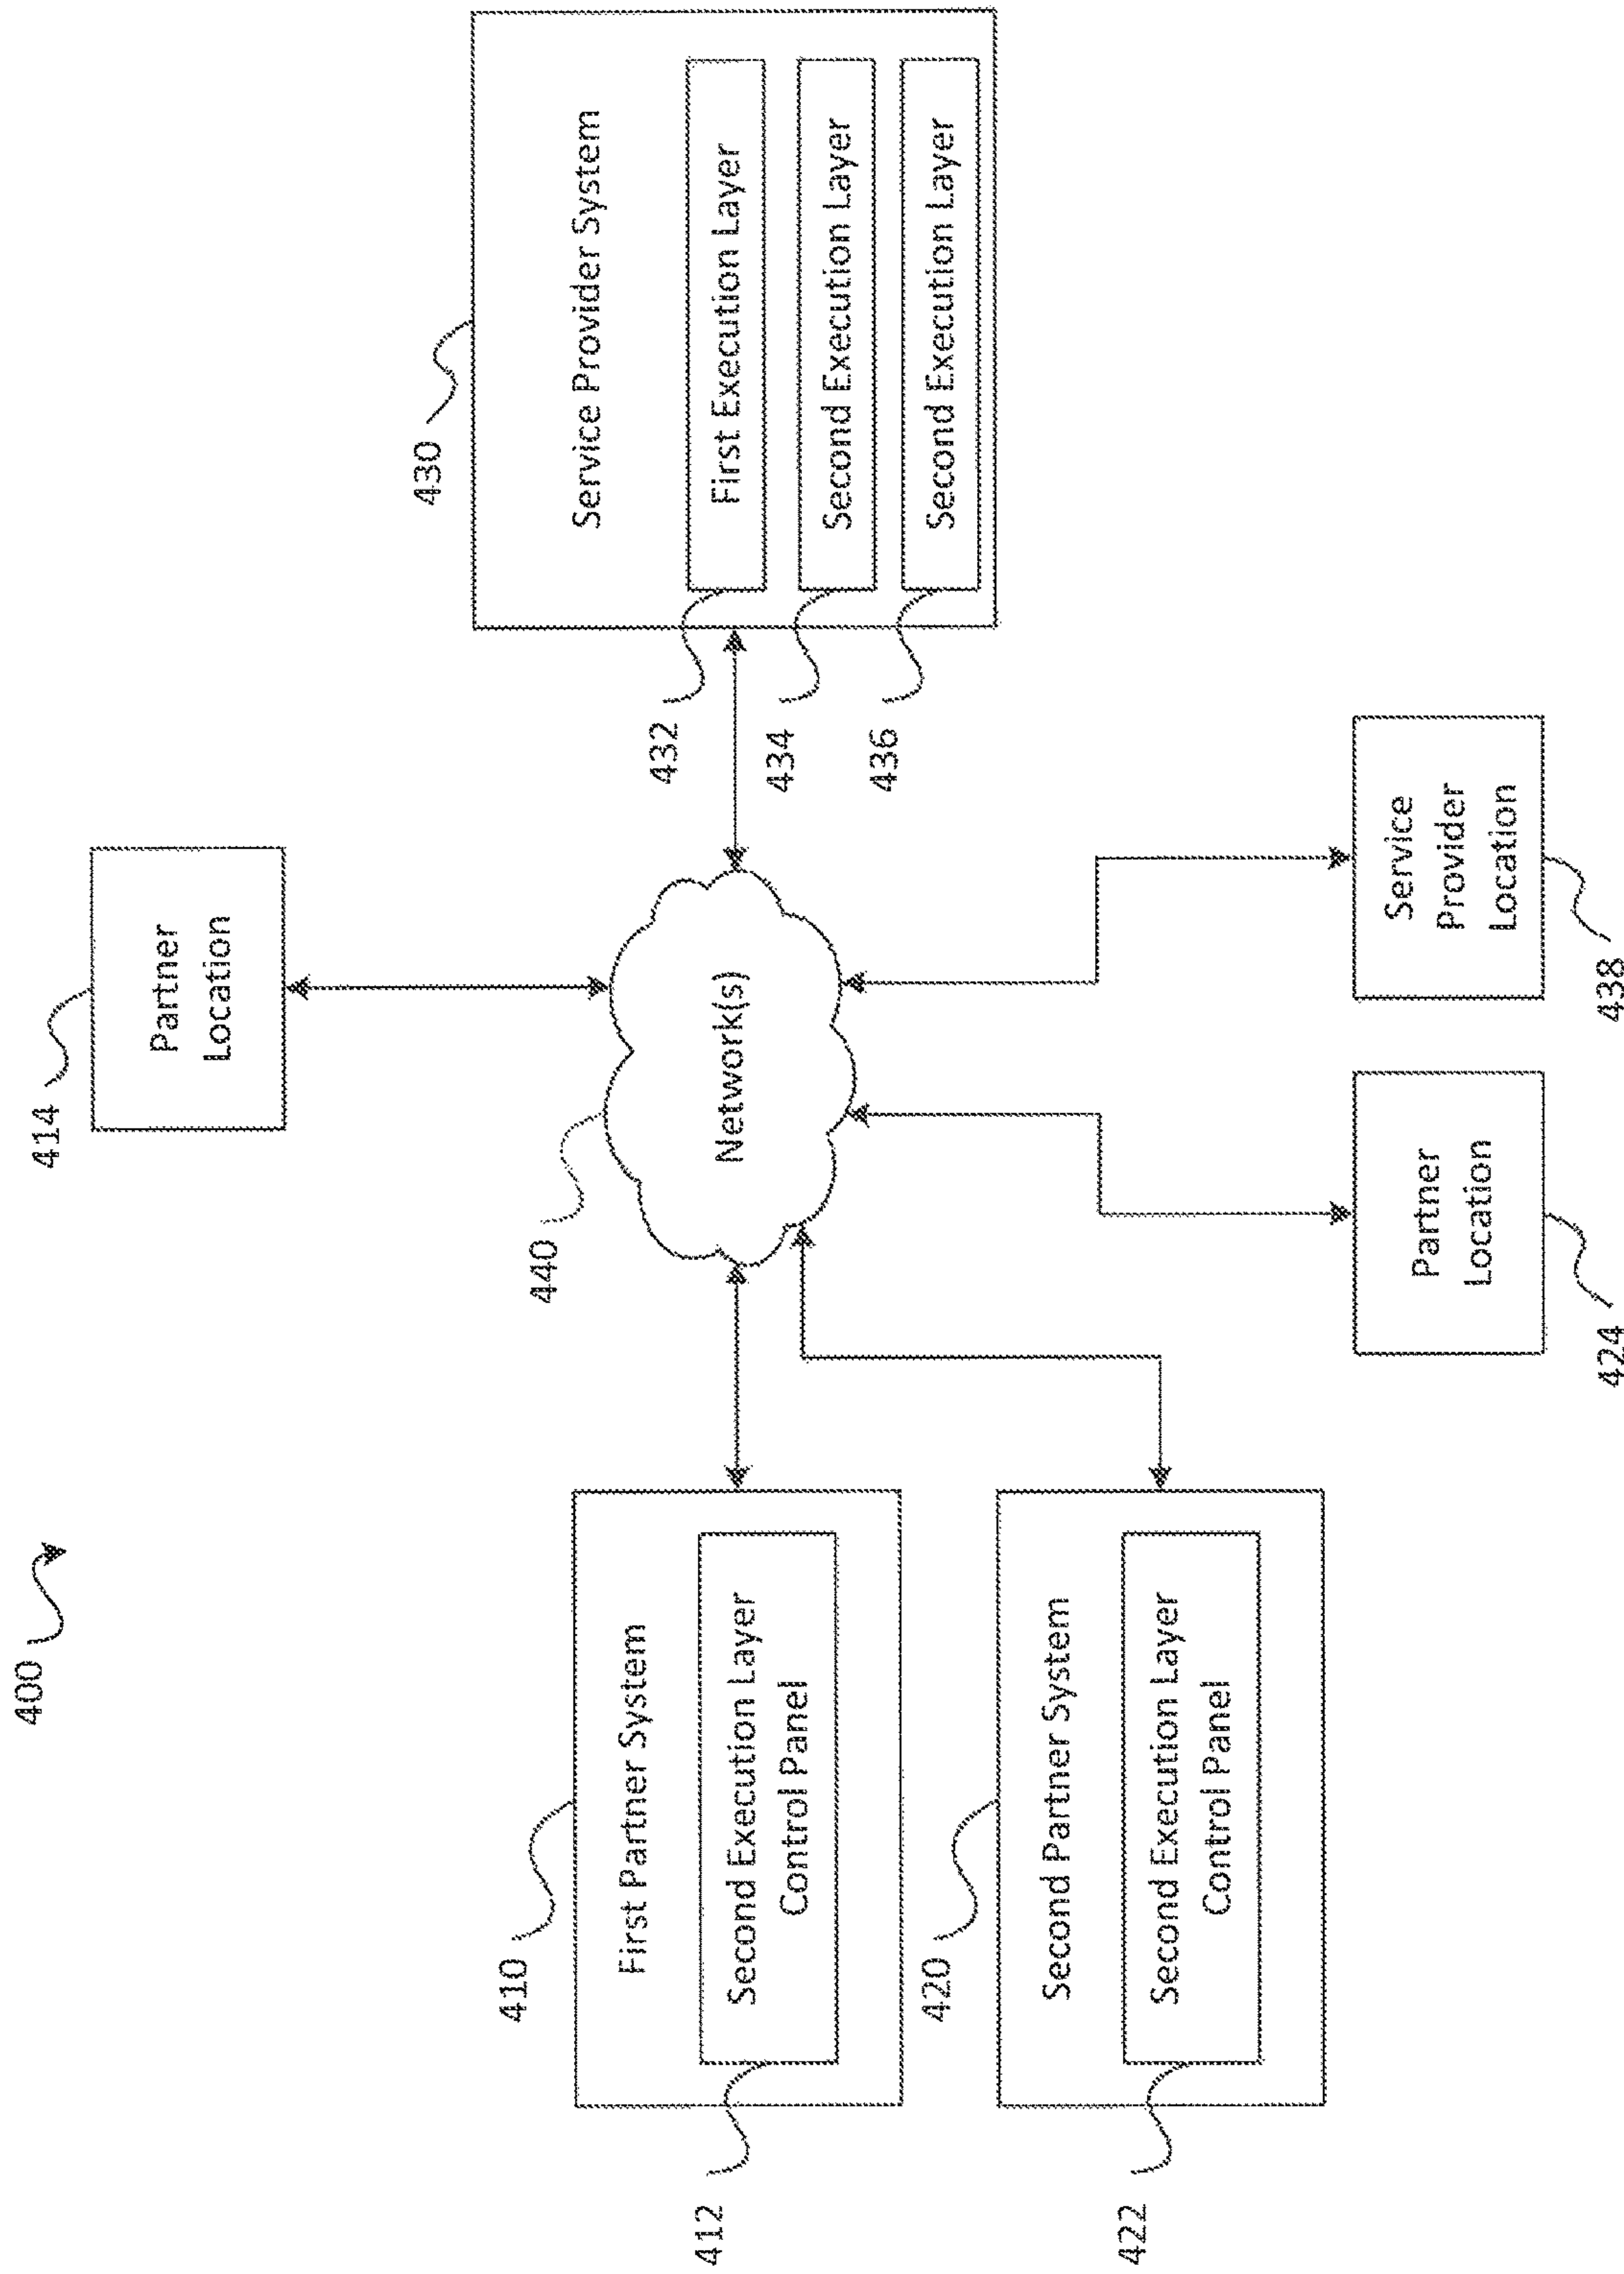 400
414
Partner
Location
430
Service Provider System
First Execution Layer
Second Execution Layer
Second Execution Layer
432
434
436
440
Network(s)
410
First Partner System
Second Execution Layer
Control Panel
412
420
Second Partner System
Second Execution Layer
Control Panel
422
Partner
Location
424
Service
Provider
Location
438